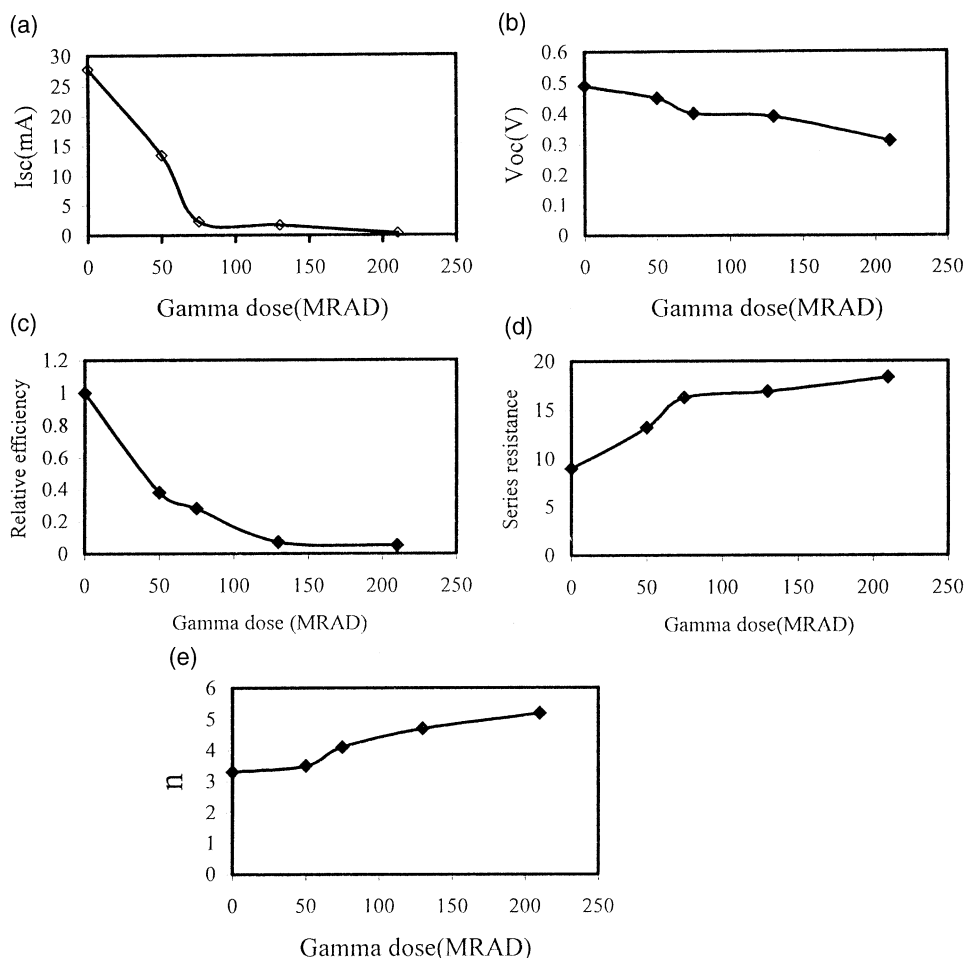 (a)
30
25
20
15
10
5
0
Isc(mA)
0 50 100 150 200 250
Gamma dose(MRAD)
(b)
0.6
0.5
0.4
0.3
0.2
0.1
0
Voc(V)
0 50 100 150 200 250
Gamma dose(MRAD)
(c)
1.2
1
0.8
0.6
0.4
0.2
0
Relative efficiency
0 50 100 150 200 250
Gamma dose (MRAD)
(d)
20
15
10
5
0
Series resistance
0 50 100 150 200 250
Gamma dose(MRAD)
(e)
6
5
4
3
2
1
0
n
0 50 100 150 200 250
Gamma dose(MRAD)